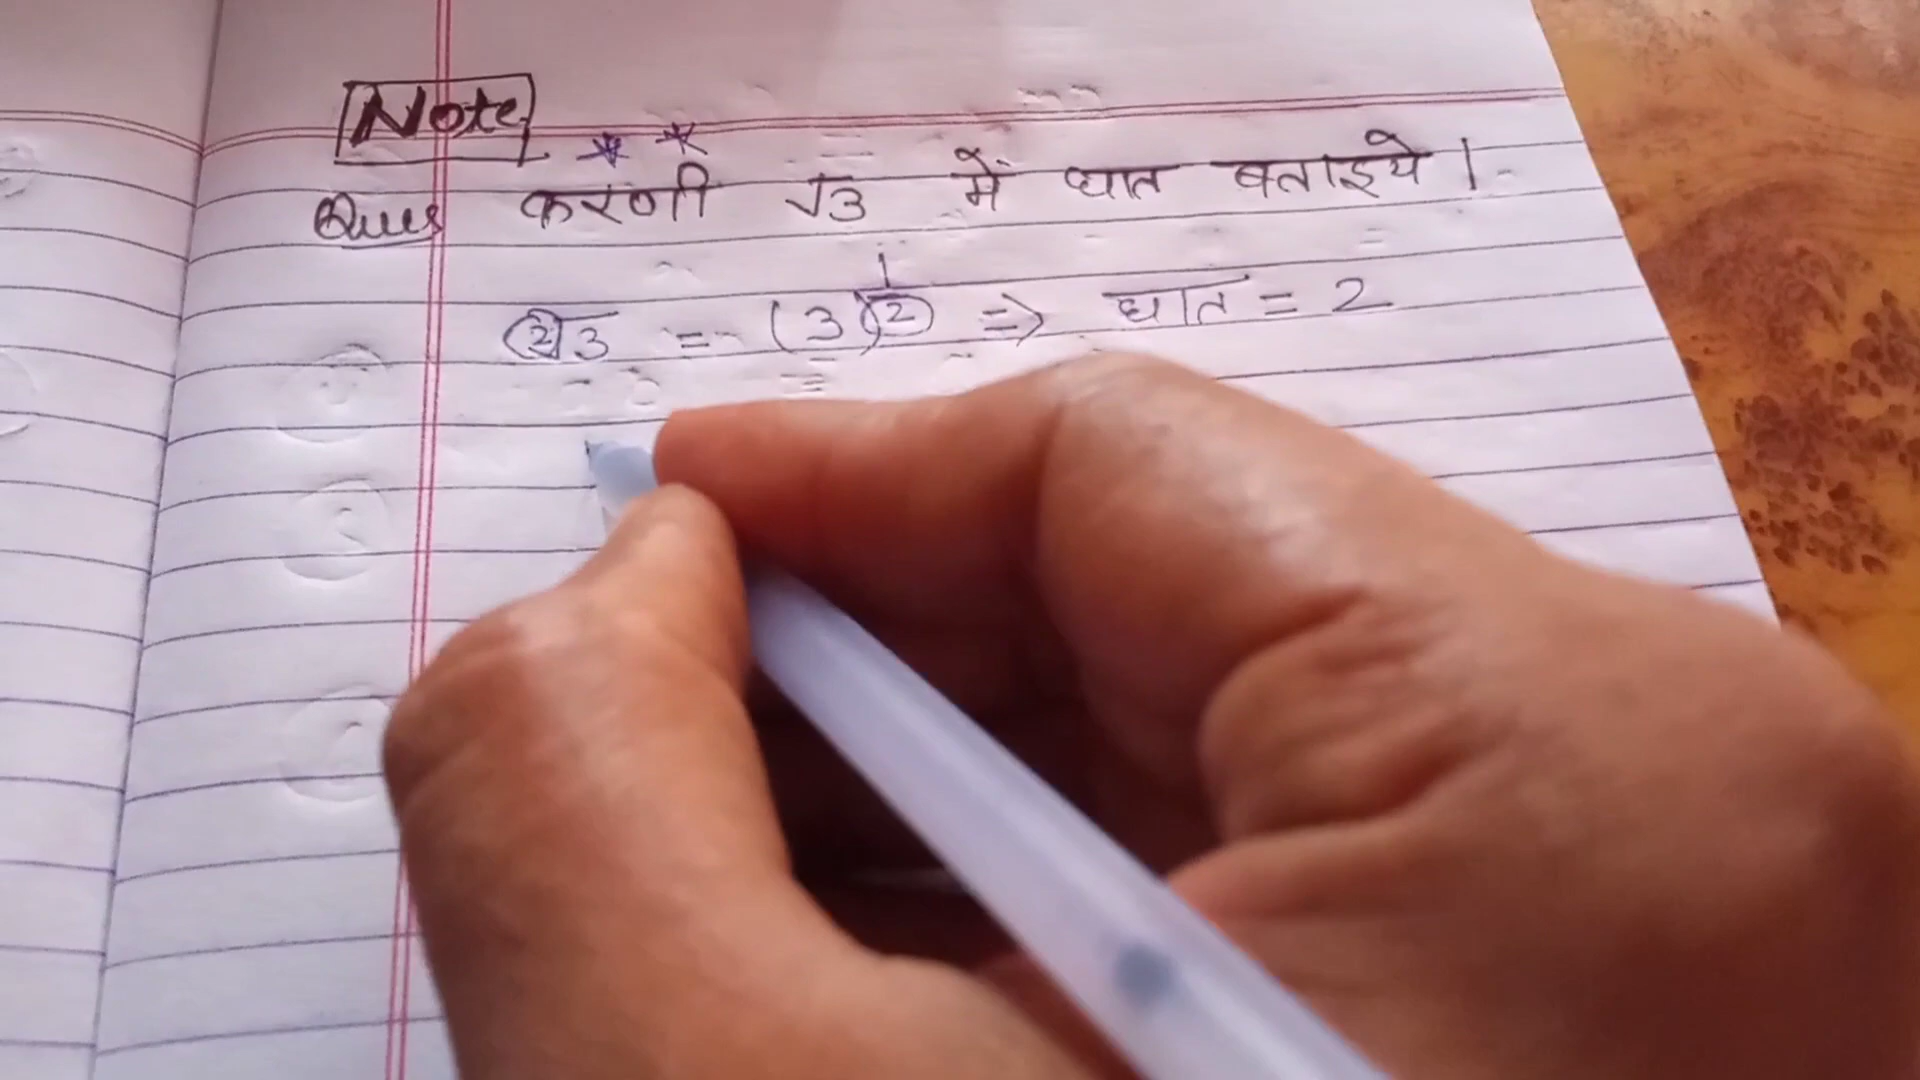 Note
Ques करणी √3 में घात बताइये ।
²√3 = (3)^1/2 => घात = 2